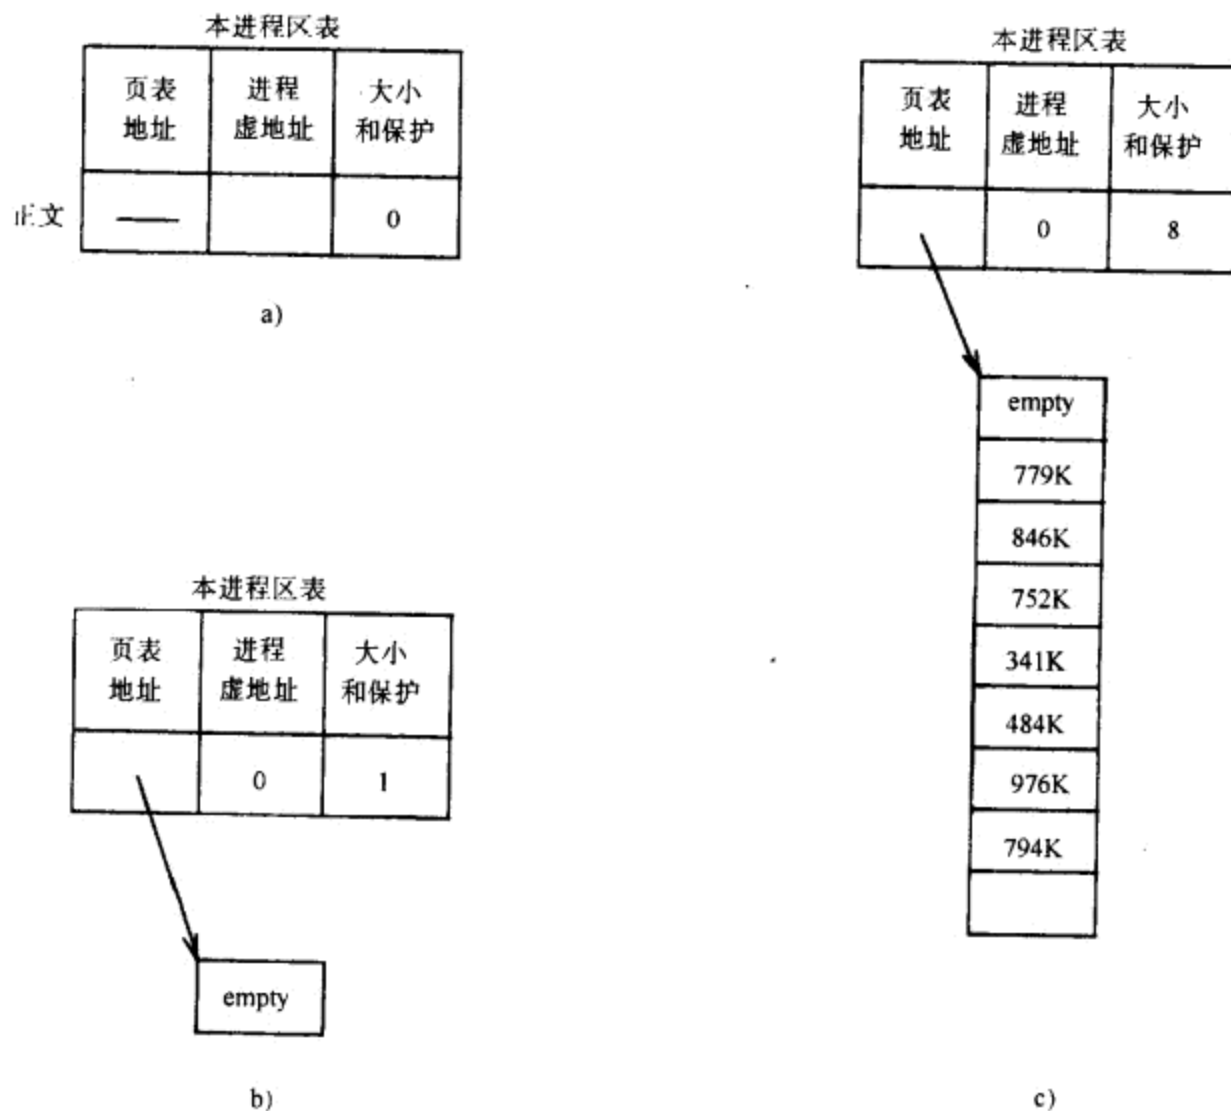 本进程区表
页表
地址
进程
虚地址
大小
和保护
正文
0
a)
本进程区表
页表
地址
进程
虚地址
大小
和保护
0
1
empty
b)
本进程区表
页表
地址
进程
虚地址
大小
和保护
0
8
empty
779K
846K
752K
341K
484K
976K
794K
c)